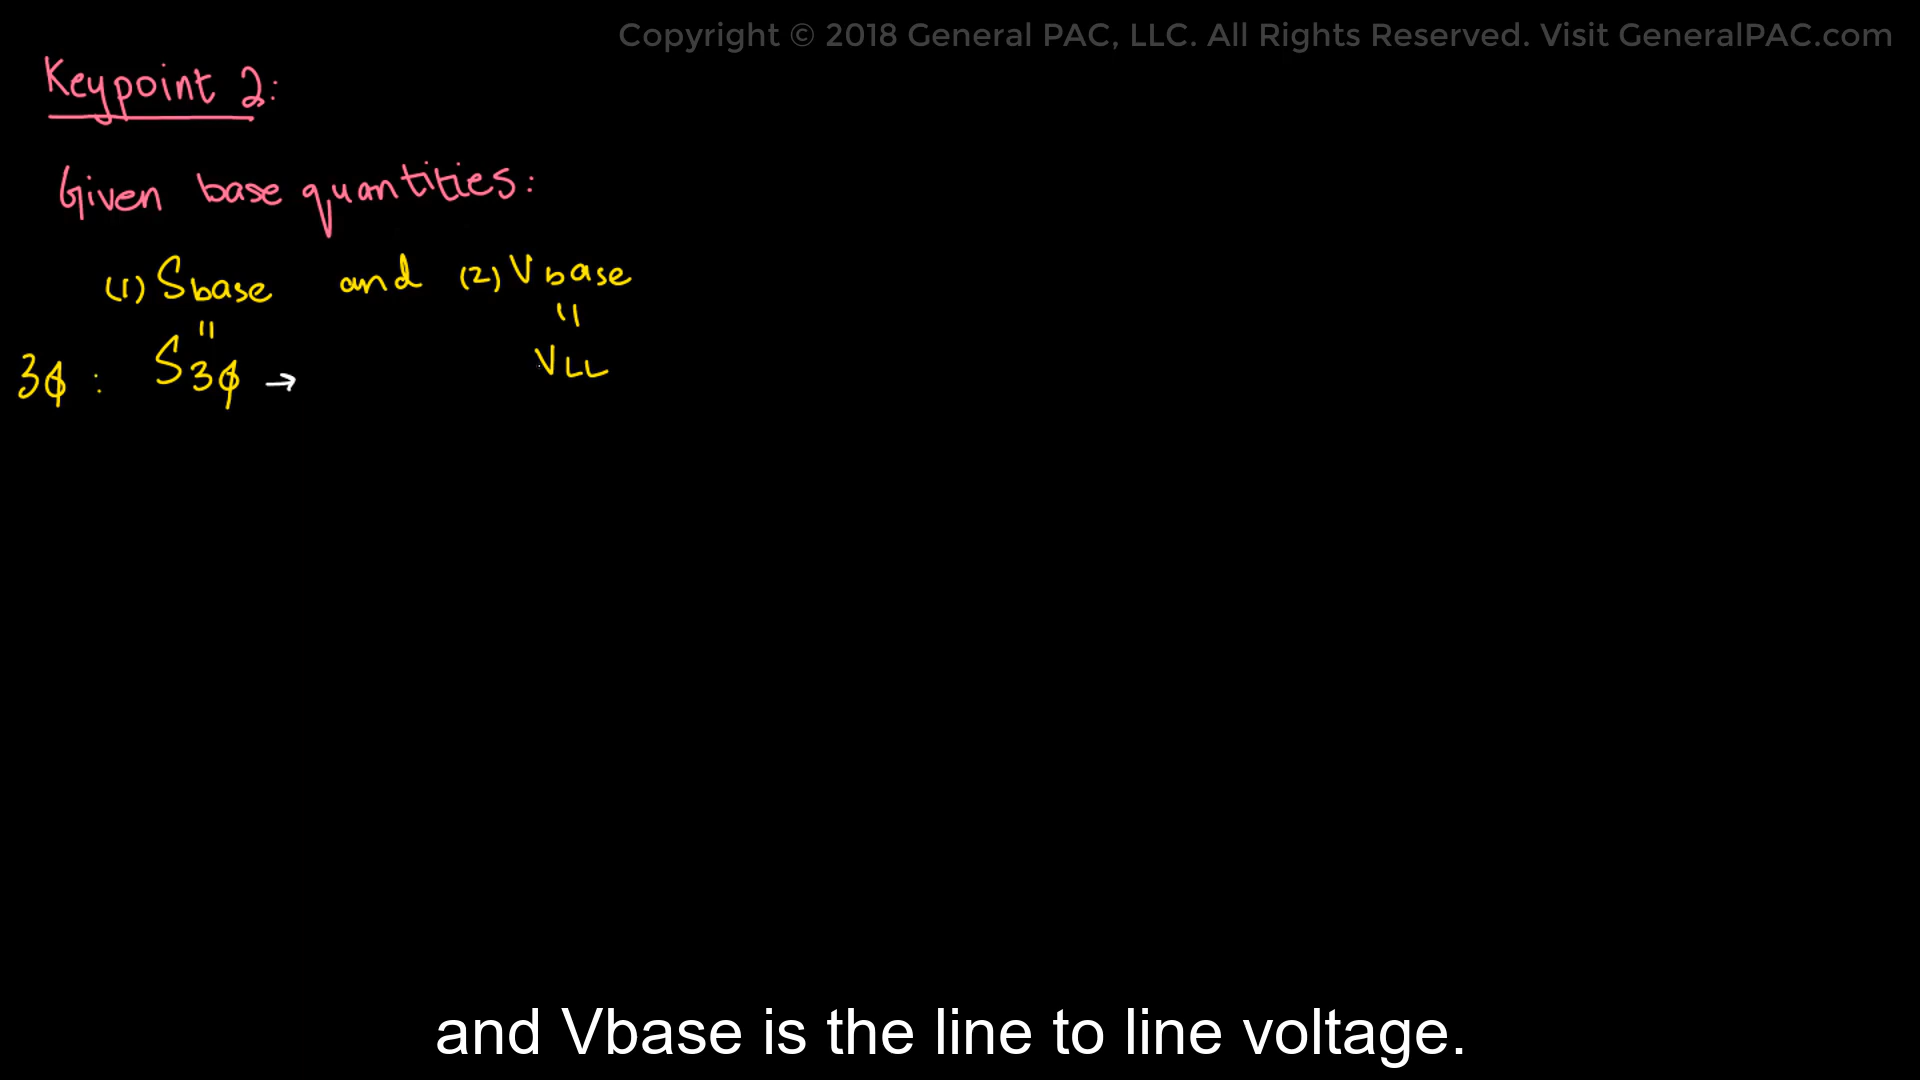 Copyright © 2018 General PAC, LLC. All Rights Reserved. Visit GeneralPAC.com
Keypoint 2:
Given base quantities:
(1) Sbase and (2) Vbase
= =
3ϕ: S3ϕ → VLL
and Vbase is the line to line voltage.